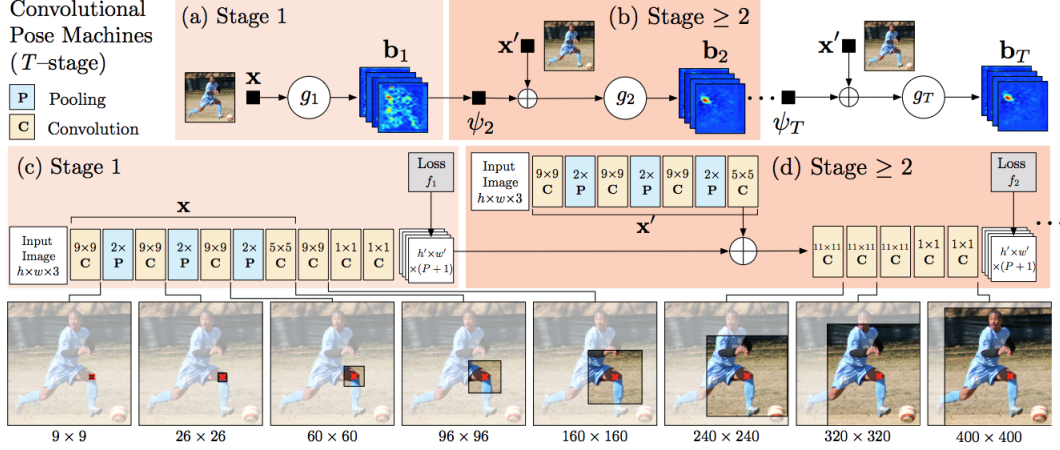 Convolutional
Pose Machines
(T–stage)
P Pooling
C Convolution
(a) Stage 1
x
g₁
b₁
(b) Stage ≥ 2
x′
ψ₂
g₂
b₂
x′
ψ_T
g_T
b_T
(c) Stage 1
x
Input
Image
h×w×3
9×9
C
2×
P
9×9
C
2×
P
9×9
C
2×
P
5×5
C
9×9
C
1×1
C
1×1
C
Loss
f₁
h′×w′
×(P+1)
(d) Stage ≥ 2
Input
Image
h×w×3
9×9
C
2×
P
9×9
C
2×
P
9×9
C
2×
P
5×5
C
x′
11×11
C
11×11
C
11×11
C
1×1
C
1×1
C
Loss
f₂
h′×w′
×(P+1)
9 × 9
26 × 26
60 × 60
96 × 96
160 × 160
240 × 240
320 × 320
400 × 400